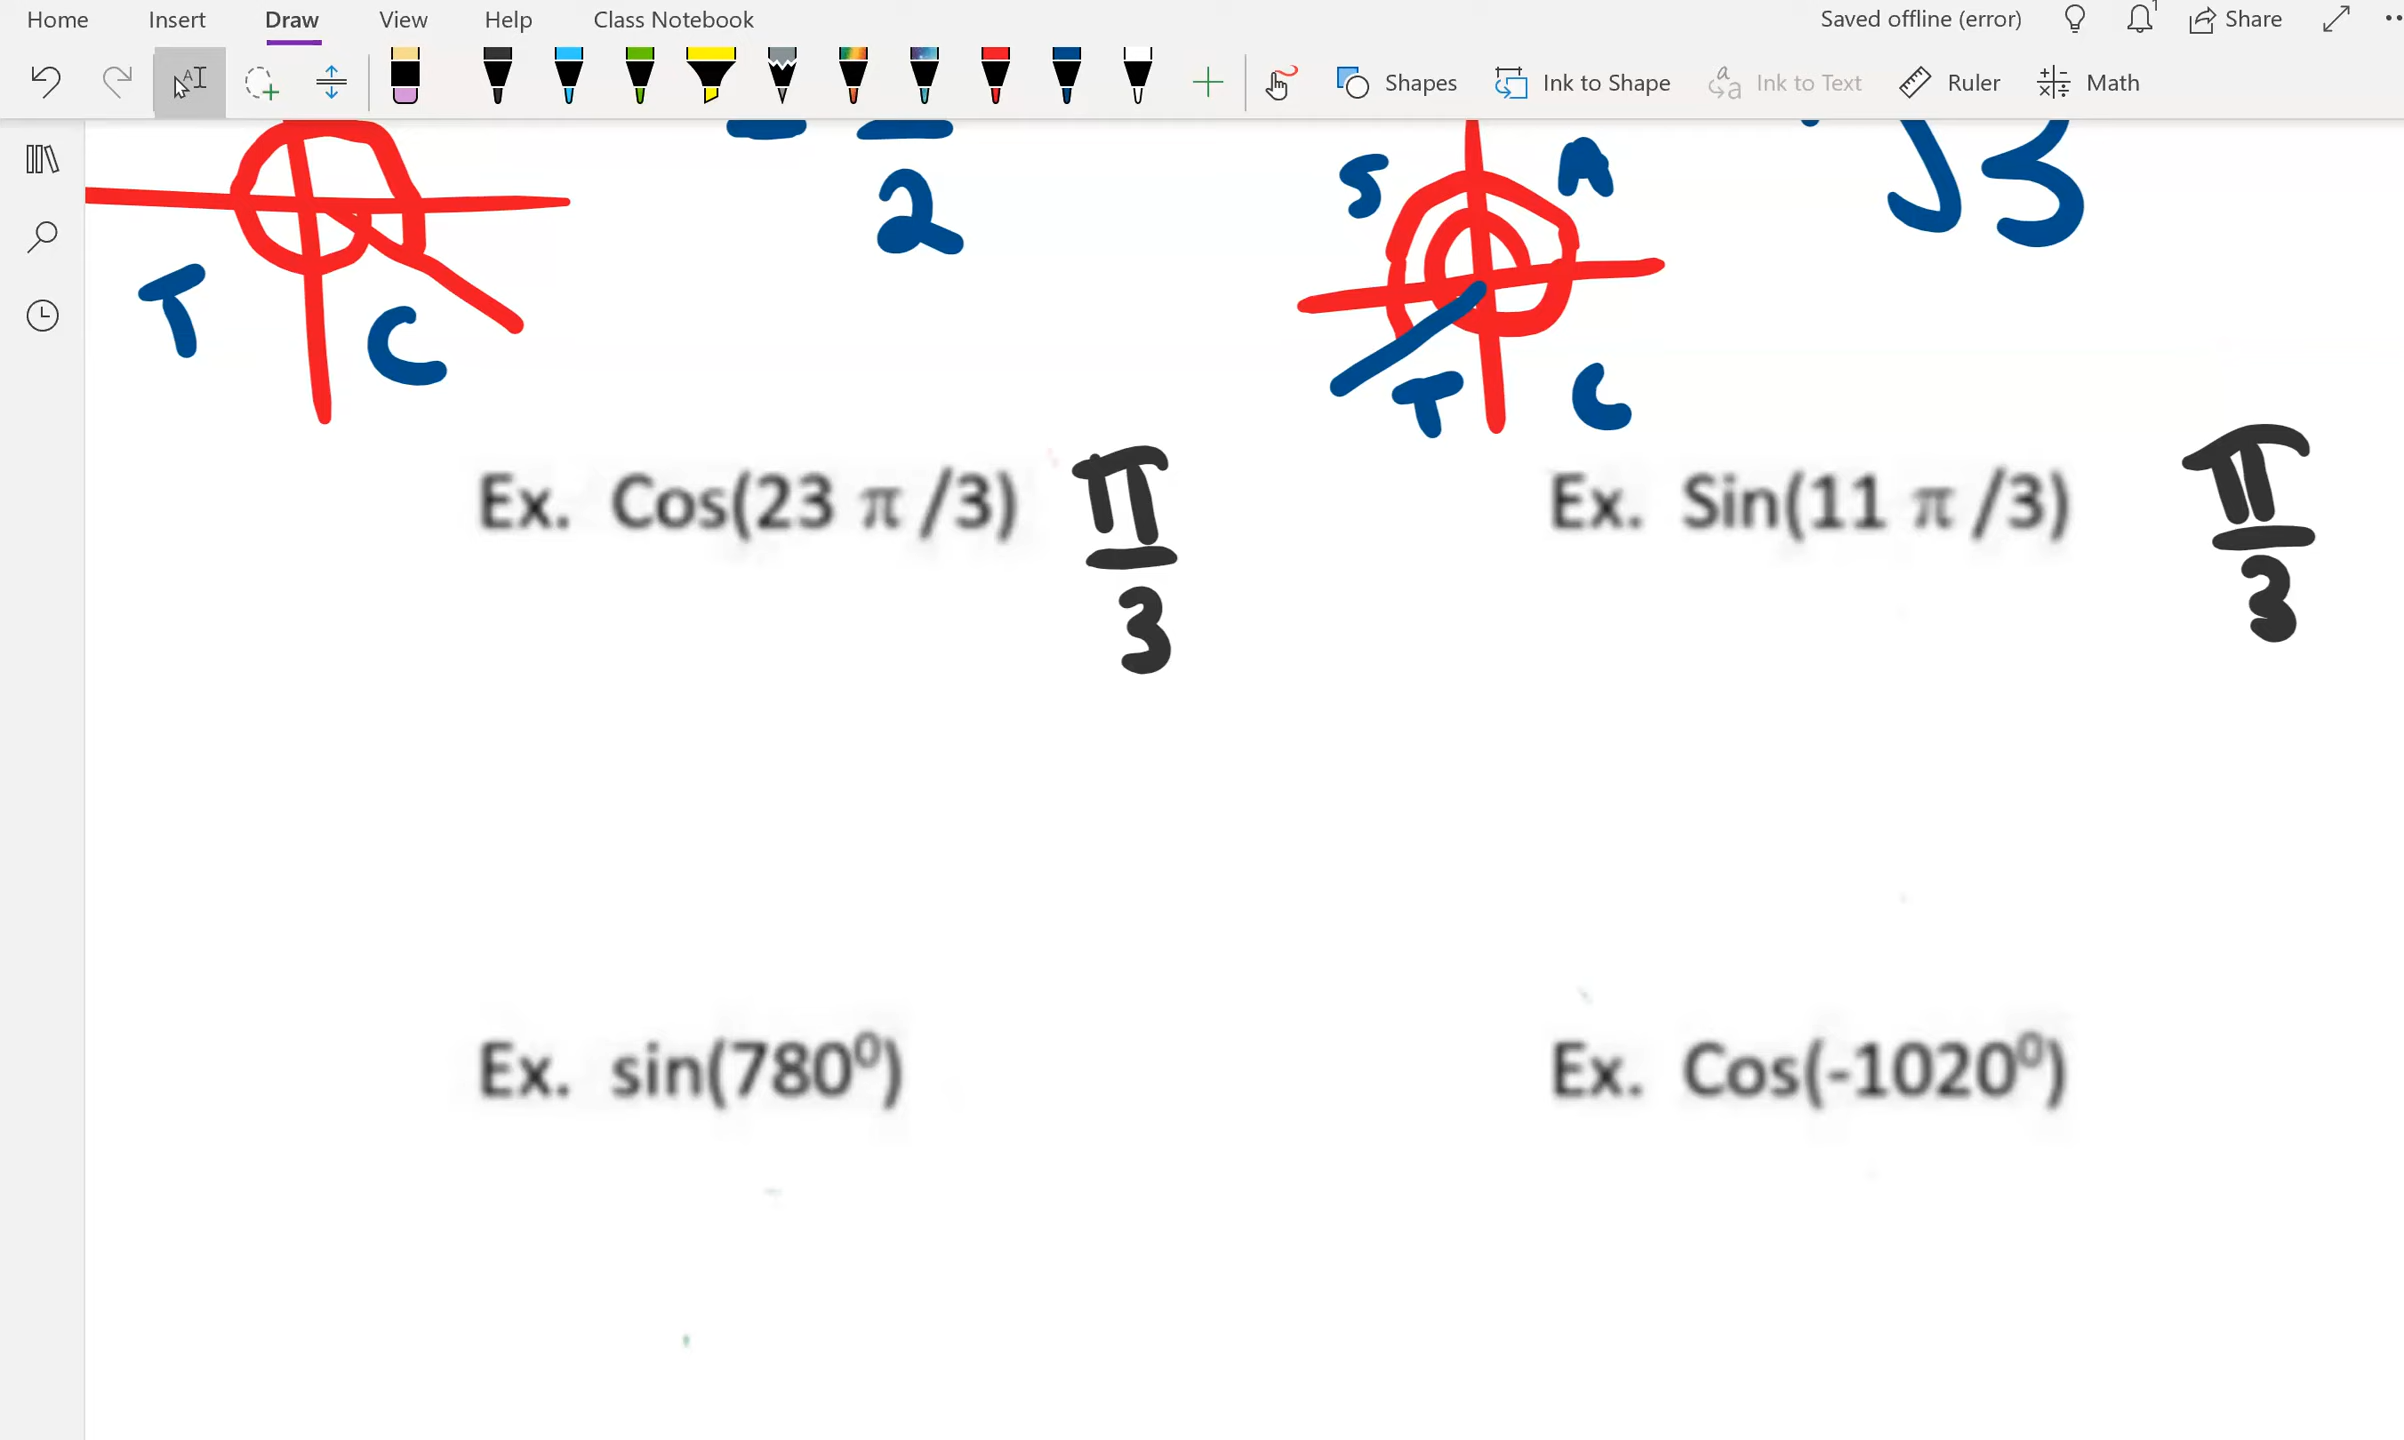 Home Insert Draw View Help Class Notebook Saved offline (error) 1 Share
Shapes Ink to Shape Ink to Text Ruler Math
2
T
C
S
A
T
C
√3
Ex. Cos(23 π /3)
π
3
Ex. Sin(11 π /3)
π
3
Ex. sin(780⁰)
Ex. Cos(-1020⁰)